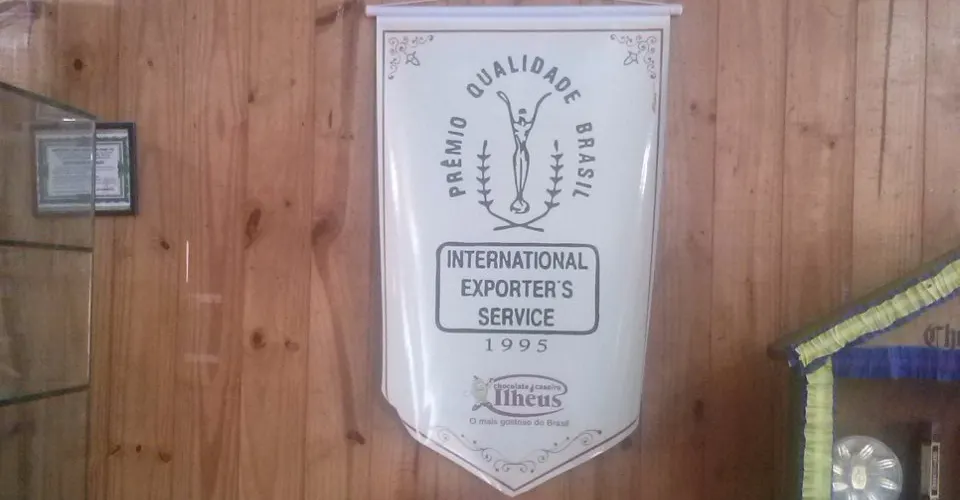 PRÊMIO QUALIDADE BRASIL
INTERNATIONAL
EXPORTER'S
SERVICE
1995
chocolate caseiro
Ilhéus
O mais gostoso do Brasil